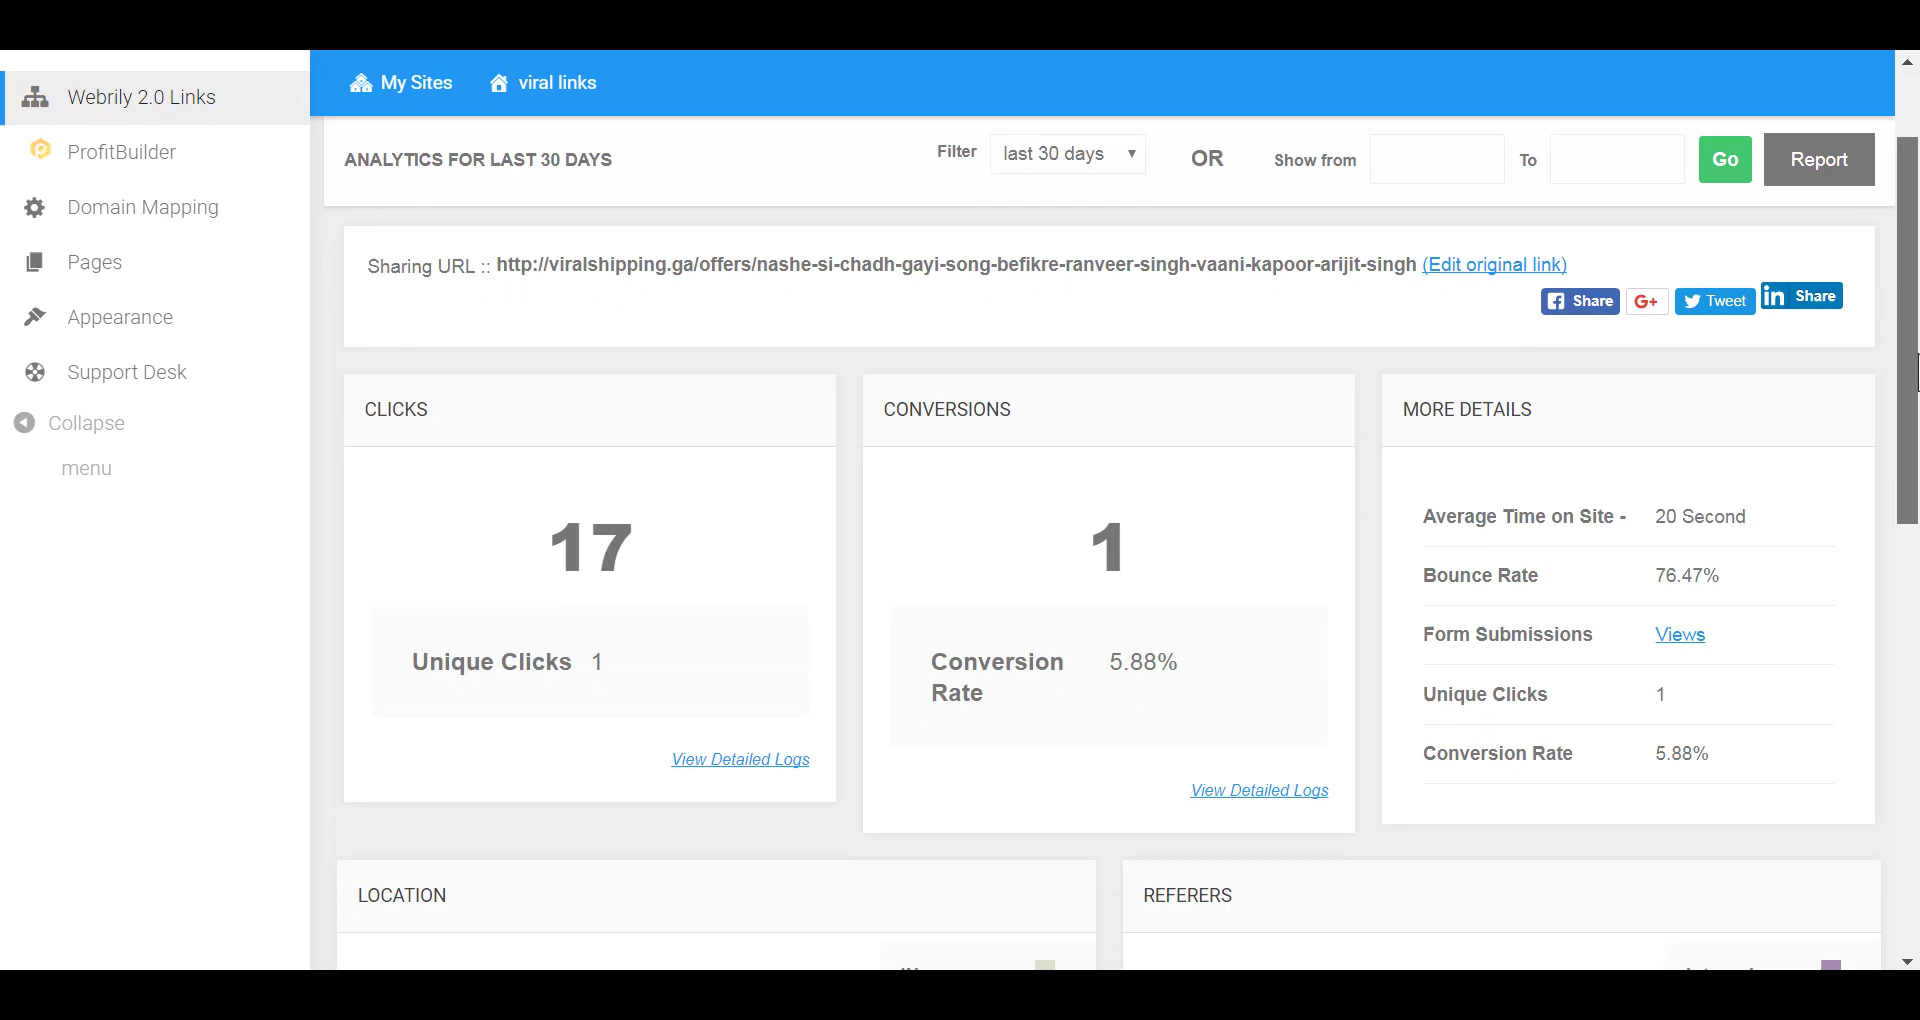 My Sites viral links
Webrily 2.0 Links
ProfitBuilder
Domain Mapping
Pages
Appearance
Support Desk
Collapse
menu
ANALYTICS FOR LAST 30 DAYS Filter last 30 days OR Show from To Go Report
Sharing URL :: http://viralshipping.ga/offers/nashe-si-chadh-gayi-song-befikre-ranveer-singh-vaani-kapoor-arijit-singh (Edit original link)
Share G+ Tweet in Share
CLICKS
17
Unique Clicks 1
View Detailed Logs
CONVERSIONS
1
Conversion 5.88%
Rate
View Detailed Logs
MORE DETAILS
Average Time on Site - 20 Second
Bounce Rate 76.47%
Form Submissions Views
Unique Clicks 1
Conversion Rate 5.88%
LOCATION
REFERERS